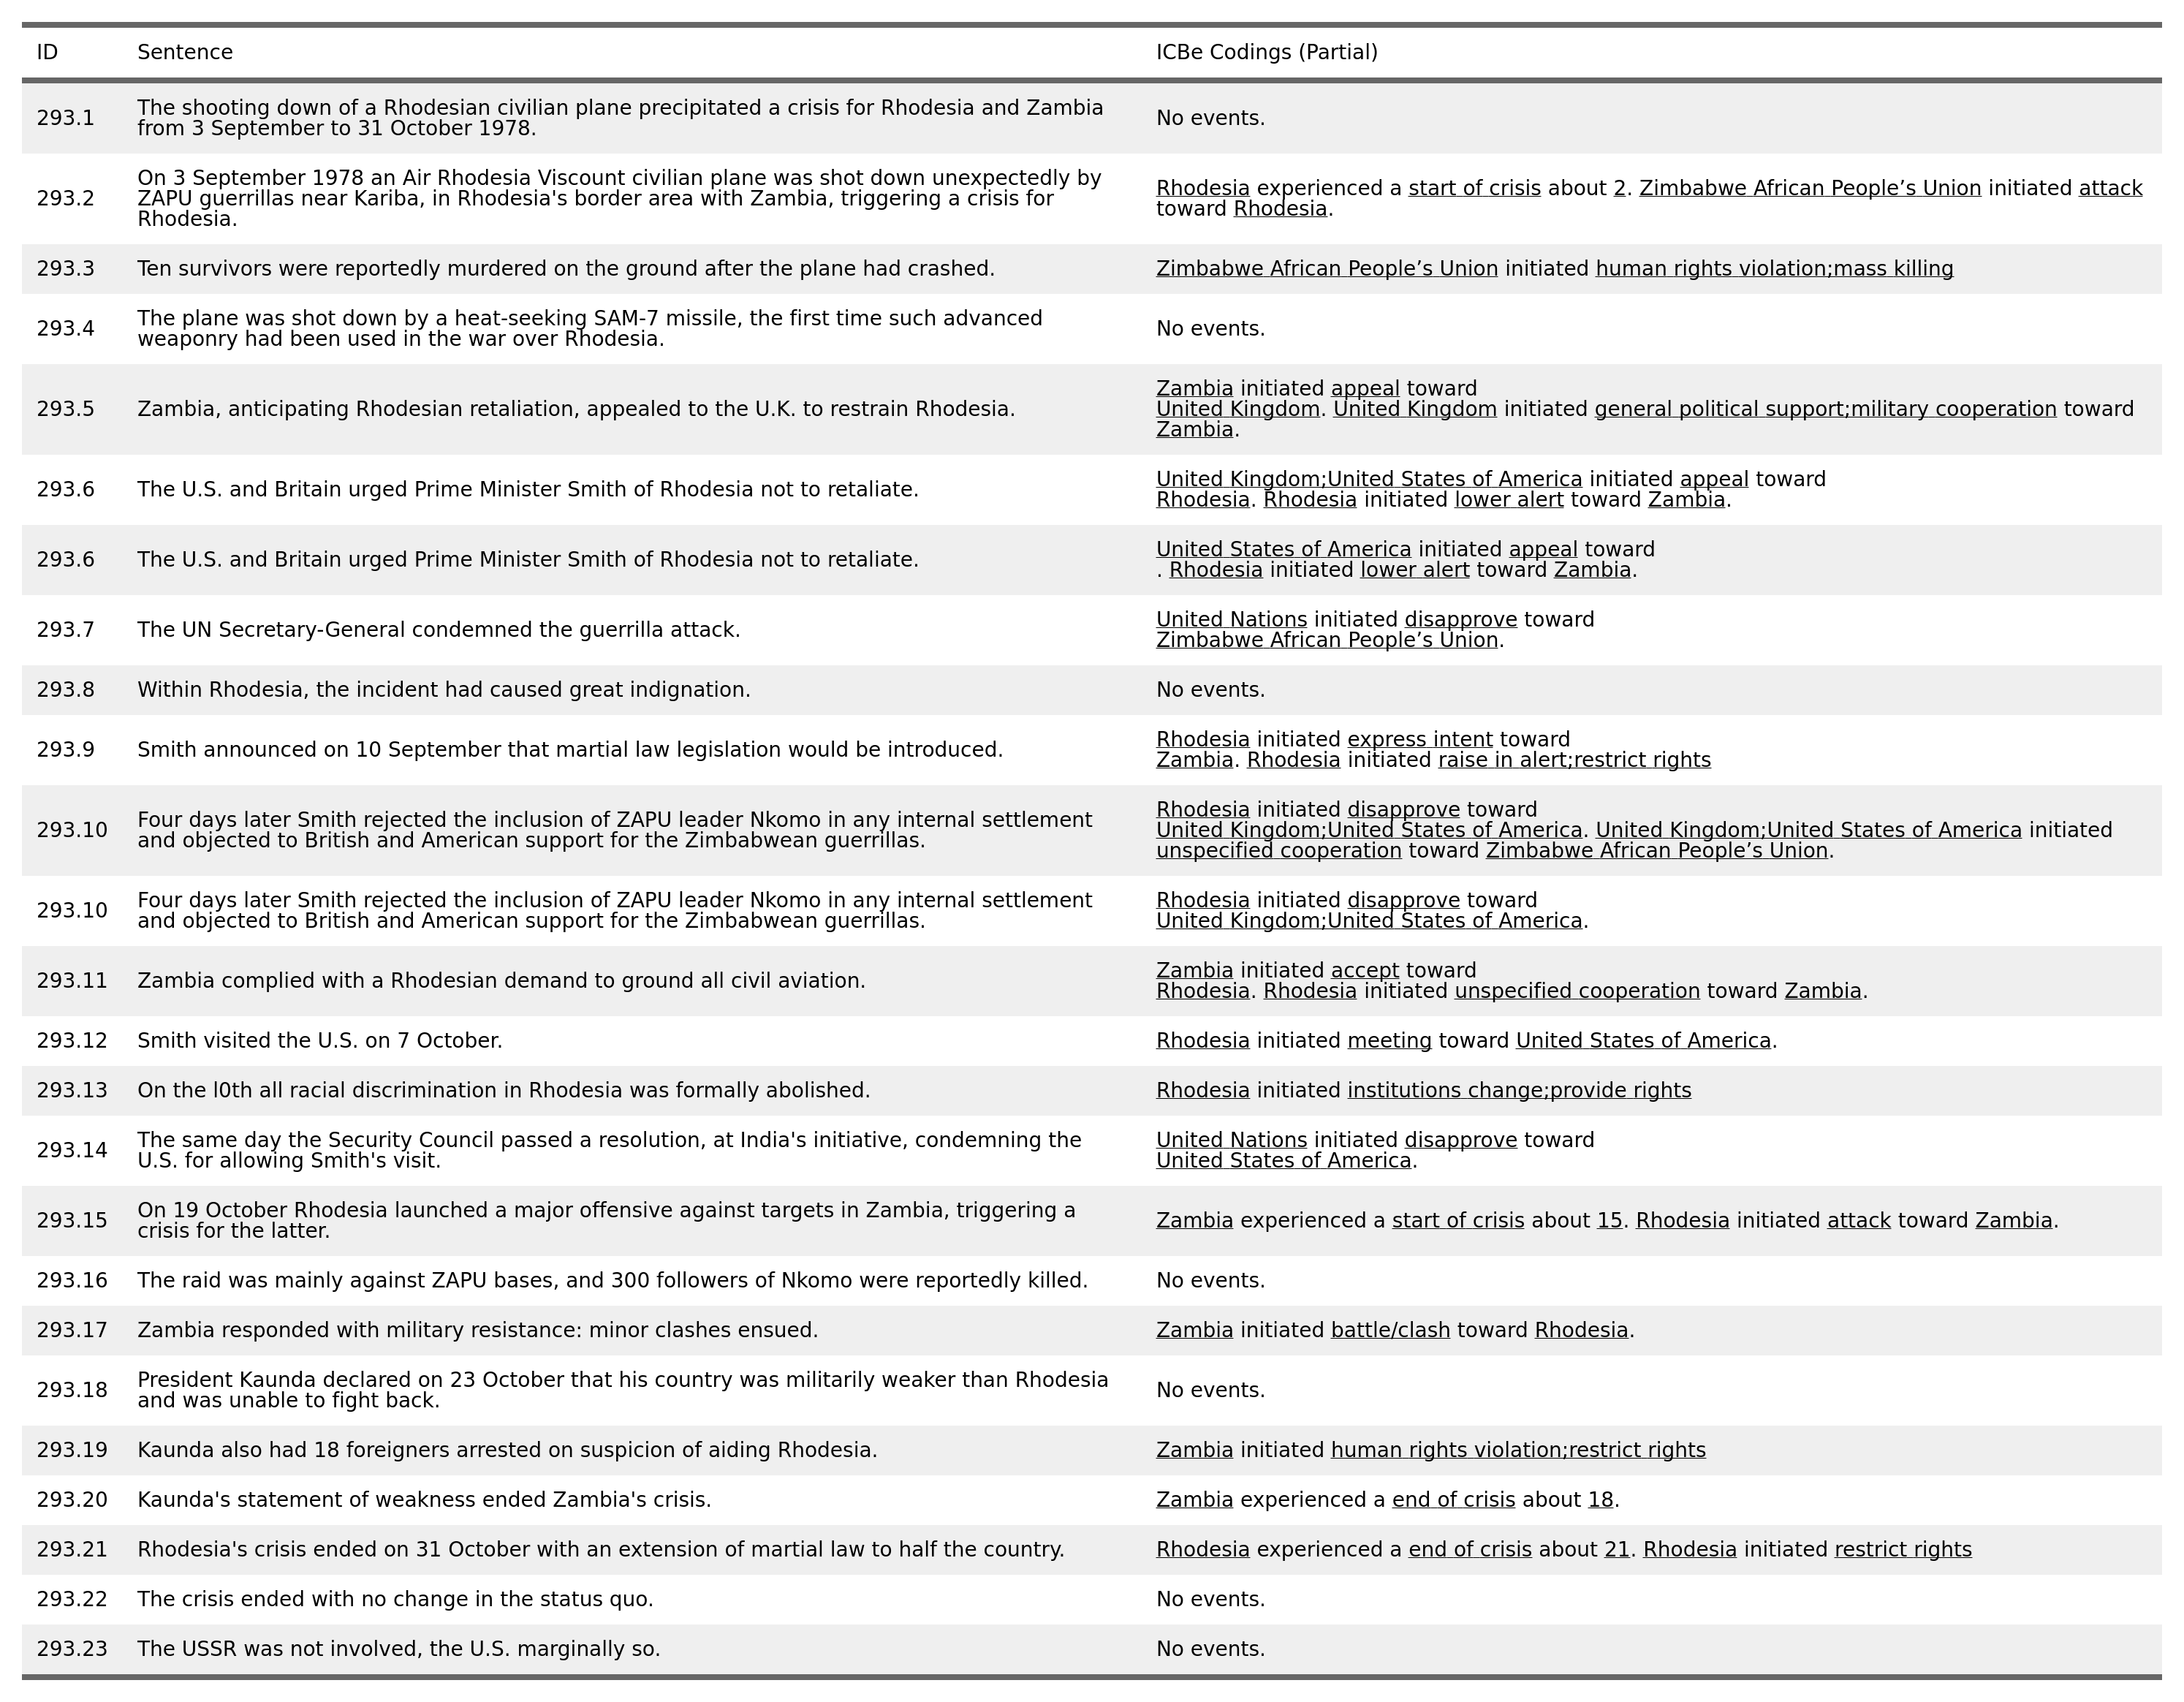 ID Sentence ICBe Codings (Partial)
293.1 The shooting down of a Rhodesian civilian plane precipitated a crisis for Rhodesia and Zambia
from 3 September to 31 October 1978.
No events.
293.2 On 3 September 1978 an Air Rhodesia Viscount civilian plane was shot down unexpectedly by
ZAPU guerrillas near Kariba, in Rhodesia's border area with Zambia, triggering a crisis for
Rhodesia.
Rhodesia experienced a start of crisis about 2. Zimbabwe African People’s Union initiated attack
toward Rhodesia.
293.3 Ten survivors were reportedly murdered on the ground after the plane had crashed.
Zimbabwe African People’s Union initiated human rights violation;mass killing
293.4 The plane was shot down by a heat-seeking SAM-7 missile, the first time such advanced
weaponry had been used in the war over Rhodesia.
No events.
293.5 Zambia, anticipating Rhodesian retaliation, appealed to the U.K. to restrain Rhodesia.
Zambia initiated appeal toward
United Kingdom. United Kingdom initiated general political support;military cooperation toward
Zambia.
293.6 The U.S. and Britain urged Prime Minister Smith of Rhodesia not to retaliate.
United Kingdom;United States of America initiated appeal toward
Rhodesia. Rhodesia initiated lower alert toward Zambia.
293.6 The U.S. and Britain urged Prime Minister Smith of Rhodesia not to retaliate.
United States of America initiated appeal toward
. Rhodesia initiated lower alert toward Zambia.
293.7 The UN Secretary-General condemned the guerrilla attack.
United Nations initiated disapprove toward
Zimbabwe African People’s Union.
293.8 Within Rhodesia, the incident had caused great indignation.
No events.
293.9 Smith announced on 10 September that martial law legislation would be introduced.
Rhodesia initiated express intent toward
Zambia. Rhodesia initiated raise in alert;restrict rights
293.10 Four days later Smith rejected the inclusion of ZAPU leader Nkomo in any internal settlement
and objected to British and American support for the Zimbabwean guerrillas.
Rhodesia initiated disapprove toward
United Kingdom;United States of America. United Kingdom;United States of America initiated
unspecified cooperation toward Zimbabwe African People’s Union.
293.10 Four days later Smith rejected the inclusion of ZAPU leader Nkomo in any internal settlement
and objected to British and American support for the Zimbabwean guerrillas.
Rhodesia initiated disapprove toward
United Kingdom;United States of America.
293.11 Zambia complied with a Rhodesian demand to ground all civil aviation.
Zambia initiated accept toward
Rhodesia. Rhodesia initiated unspecified cooperation toward Zambia.
293.12 Smith visited the U.S. on 7 October.
Rhodesia initiated meeting toward United States of America.
293.13 On the l0th all racial discrimination in Rhodesia was formally abolished.
Rhodesia initiated institutions change;provide rights
293.14 The same day the Security Council passed a resolution, at India's initiative, condemning the
U.S. for allowing Smith's visit.
United Nations initiated disapprove toward
United States of America.
293.15 On 19 October Rhodesia launched a major offensive against targets in Zambia, triggering a
crisis for the latter.
Zambia experienced a start of crisis about 15. Rhodesia initiated attack toward Zambia.
293.16 The raid was mainly against ZAPU bases, and 300 followers of Nkomo were reportedly killed.
No events.
293.17 Zambia responded with military resistance: minor clashes ensued.
Zambia initiated battle/clash toward Rhodesia.
293.18 President Kaunda declared on 23 October that his country was militarily weaker than Rhodesia
and was unable to fight back.
No events.
293.19 Kaunda also had 18 foreigners arrested on suspicion of aiding Rhodesia.
Zambia initiated human rights violation;restrict rights
293.20 Kaunda's statement of weakness ended Zambia's crisis.
Zambia experienced a end of crisis about 18.
293.21 Rhodesia's crisis ended on 31 October with an extension of martial law to half the country.
Rhodesia experienced a end of crisis about 21. Rhodesia initiated restrict rights
293.22 The crisis ended with no change in the status quo.
No events.
293.23 The USSR was not involved, the U.S. marginally so.
No events.